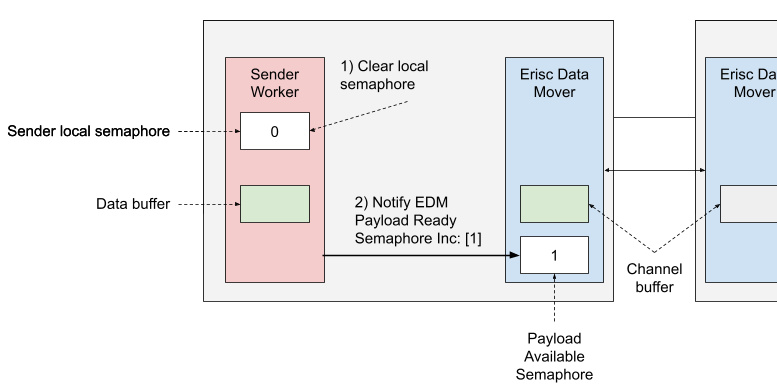 Sender
Worker
1) Clear local
semaphore
Erisc Data
Mover
Erisc Da
Mover
Sender local semaphore
0
Data buffer
2) Notify EDM
Payload Ready
Semaphore Inc: [1]
1
Channel
buffer
Payload
Available
Semaphore